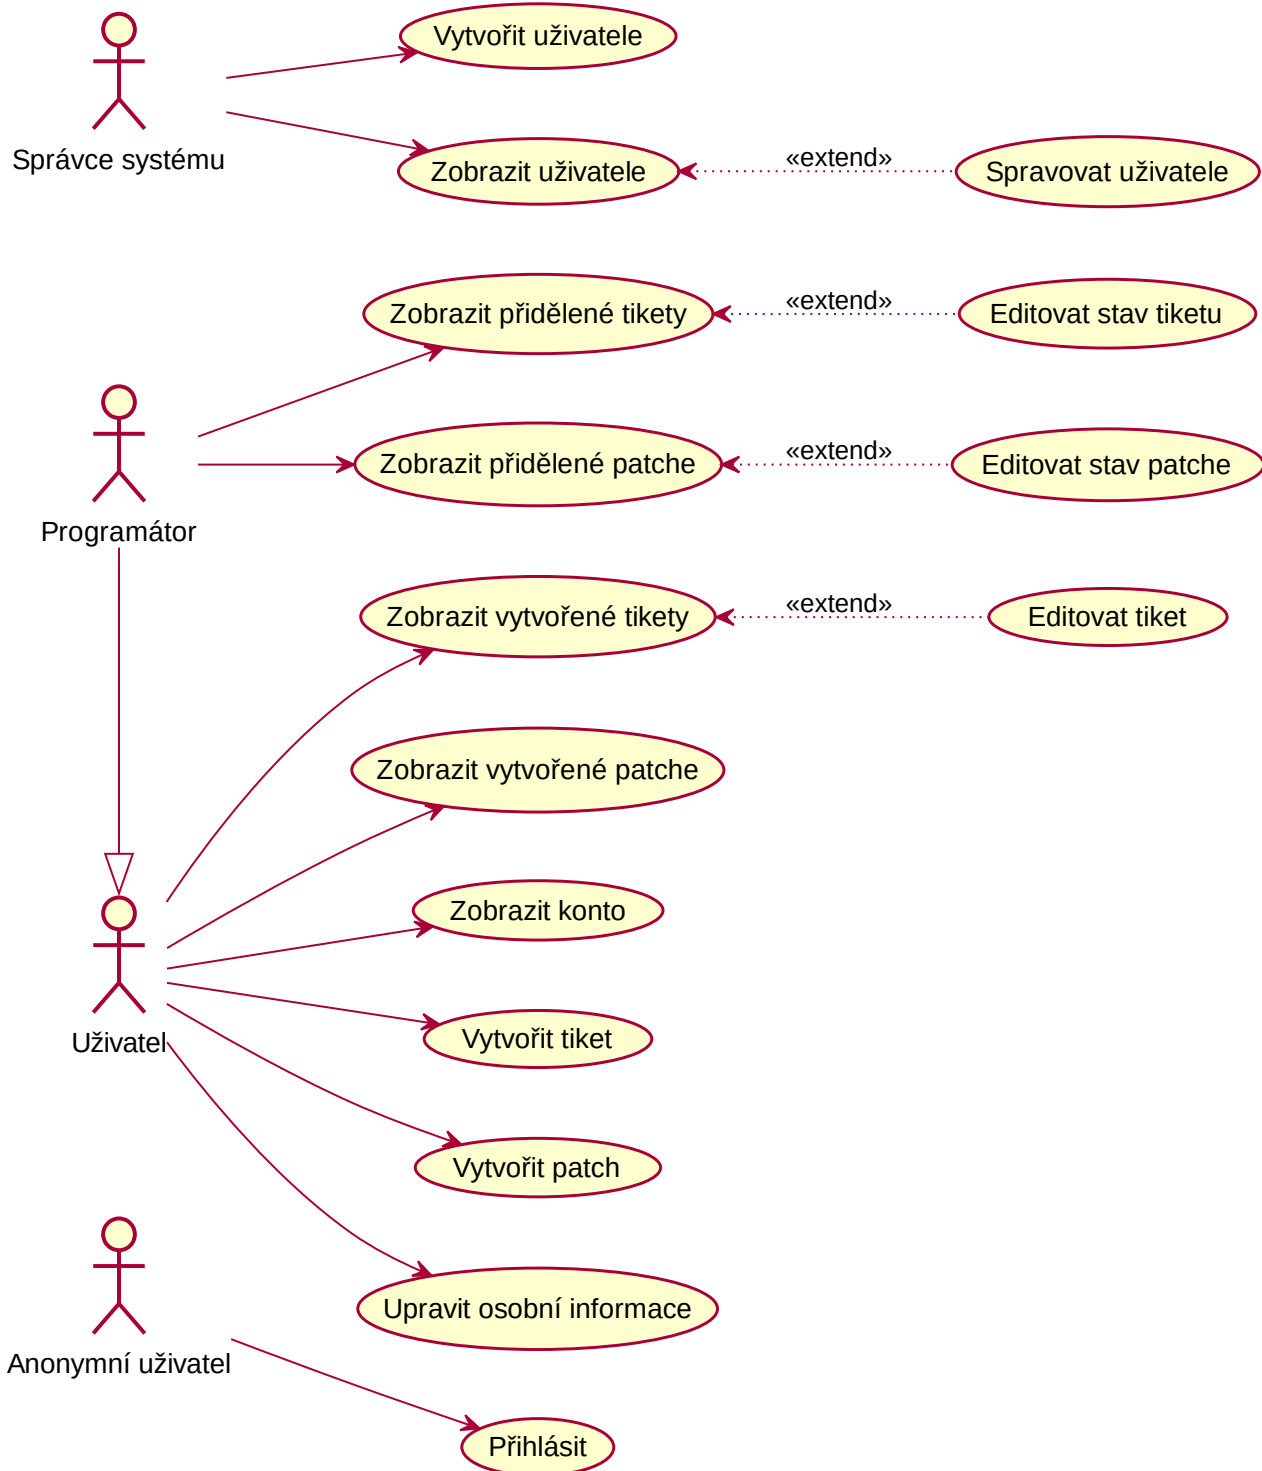 Vytvořit uživatele
Správce systému
Zobrazit uživatele
«extend»
Spravovat uživatele
Zobrazit přidělené tikety
«extend»
Editovat stav tiketu
Programátor
Zobrazit přidělené patche
«extend»
Editovat stav patche
Zobrazit vytvořené tikety
«extend»
Editovat tiket
Zobrazit vytvořené patche
Zobrazit konto
Uživatel
Vytvořit tiket
Vytvořit patch
Upravit osobní informace
Anonymní uživatel
Přihlásit